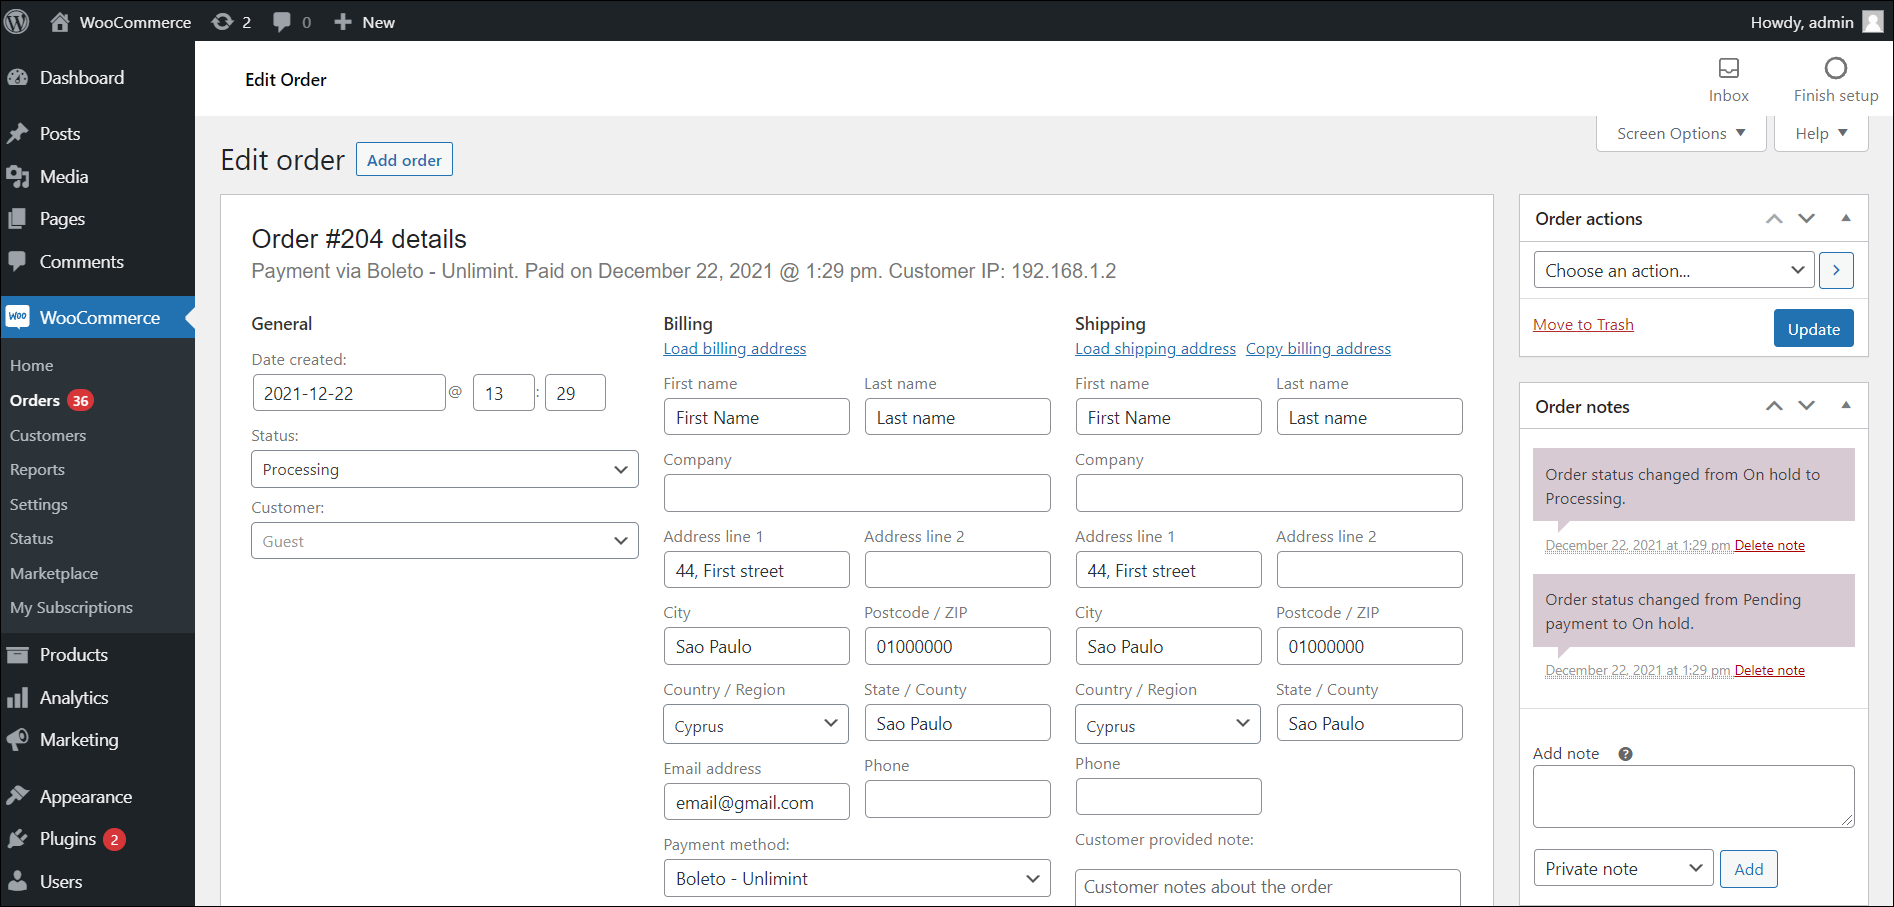 WooCommerce 2 0 New
Howdy, admin
Dashboard
Posts
Media
Pages
Comments
Woo WooCommerce
Home
Orders 36
Customers
Reports
Settings
Status
Marketplace
My Subscriptions
Products
Analytics
Marketing
Appearance
Plugins 2
Users
Edit Order
Inbox
Finish setup
Screen Options
Help
Edit order
Add order
Order #204 details
Payment via Boleto - Unlimint. Paid on December 22, 2021 @ 1:29 pm. Customer IP: 192.168.1.2
General
Date created:
2021-12-22 @ 13 : 29
Status:
Processing
Customer:
Guest
Billing
Load billing address
First name Last name
First Name Last name
Company
Address line 1 Address line 2
44, First street
City Postcode / ZIP
Sao Paulo 01000000
Country / Region State / County
Cyprus Sao Paulo
Email address Phone
email@gmail.com
Payment method:
Boleto - Unlimint
Shipping
Load shipping address Copy billing address
First name Last name
First Name Last name
Company
Address line 1 Address line 2
44, First street
City Postcode / ZIP
Sao Paulo 01000000
Country / Region State / County
Cyprus Sao Paulo
Phone
Customer provided note:
Customer notes about the order
Order actions
Choose an action...
Move to Trash
Update
Order notes
Order status changed from On hold to
Processing.
December 22, 2021 at 1:29 pm Delete note
Order status changed from Pending
payment to On hold.
December 22, 2021 at 1:29 pm Delete note
Add note ?
Private note
Add